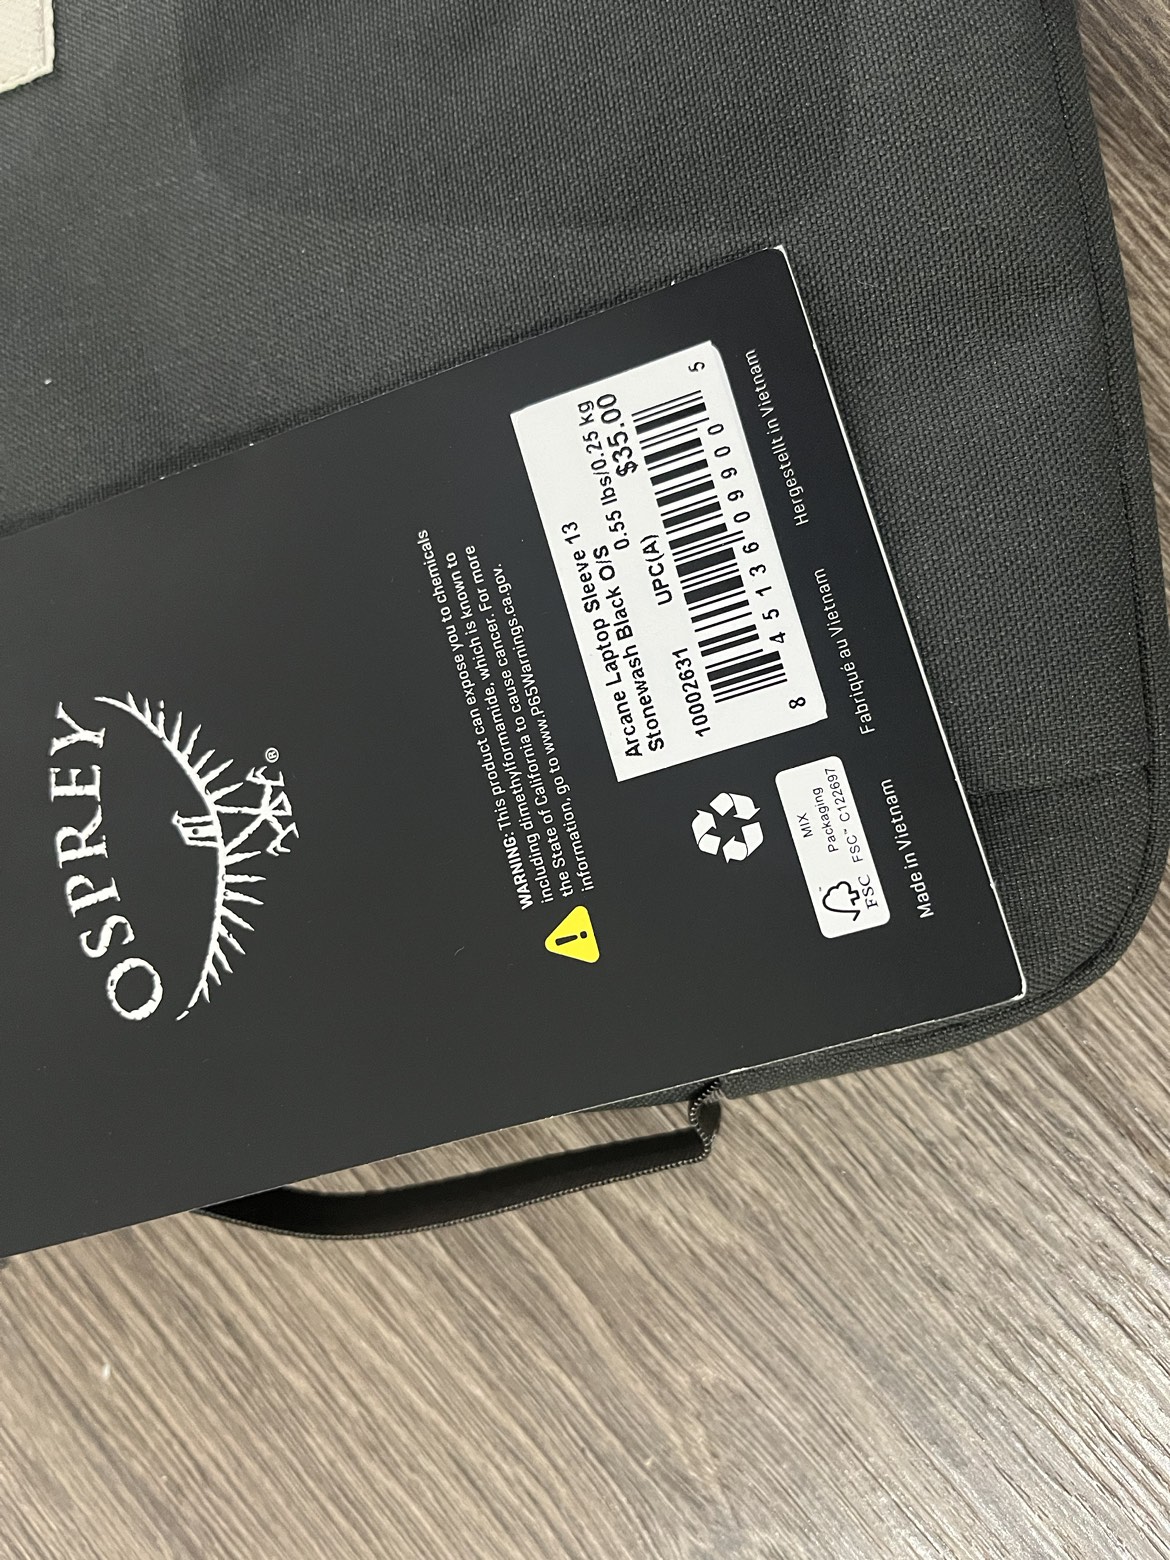 OSPREY
®
WARNING: This product can expose you to chemicals
including dimethylformamide, which is known to
the State of California to cause cancer. For more
information, go to www.P65Warnings.ca.gov.
Arcane Laptop Sleeve 13
Stonewash Black O/S 0.55 lbs/0.25 kg
$35.00
10002631 UPC(A)
8 45136 09900 5
MIX
Packaging
FSC™ C122697
FSC
Made in Vietnam Fabriqué au Vietnam Hergestellt in Vietnam